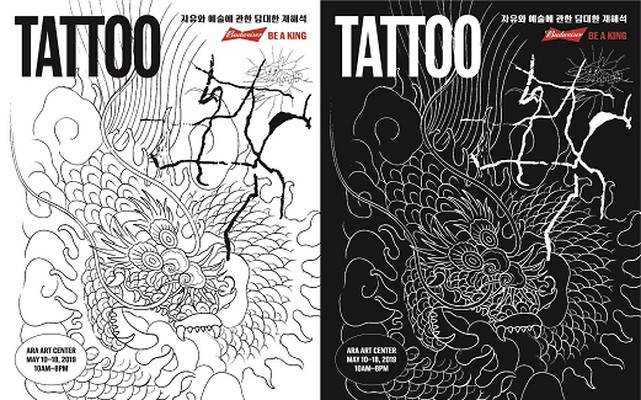 TATTOO
자유와 예술에 관한 담대한 재해석
Budweiser BE A KING
ARA ART CENTER
MAY 10-18, 2019
10AM-8PM
TATTOO
자유와 예술에 관한 담대한 재해석
Budweiser BE A KING
ARA ART CENTER
MAY 10-18, 2019
10AM-8PM